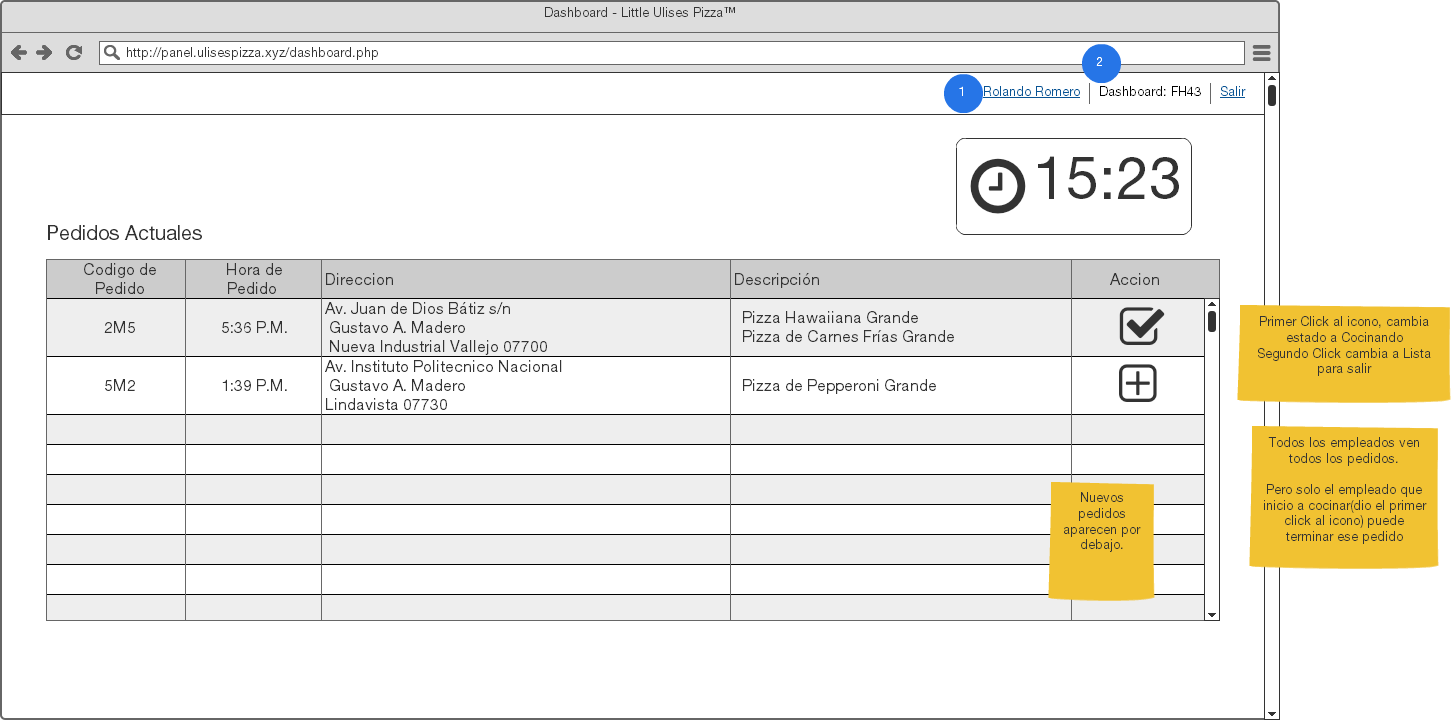 Dashboard - Little Ulises Pizza™
http://panel.ulisespizza.xyz/dashboard.php
2
1
Rolando Romero
Dashboard: FH43
Salir
15:23
Pedidos Actuales
Codigo de
Pedido
Hora de
Pedido
Direccion
Descripción
Accion
2M5
5:36 P.M.
Av. Juan de Dios Bátiz s/n
Gustavo A. Madero
Nueva Industrial Vallejo 07700
Pizza Hawaiiana Grande
Pizza de Carnes Frías Grande
5M2
1:39 P.M.
Av. Instituto Politecnico Nacional
Gustavo A. Madero
Lindavista 07730
Pizza de Pepperoni Grande
Primer Click al icono, cambia
estado a Cocinando
Segundo Click cambia a Lista
para salir
Todos los empleados ven
todos los pedidos.
Pero solo el empleado que
inicio a cocinar(dio el primer
click al icono) puede
terminar ese pedido
Nuevos
pedidos
aparecen por
debajo.